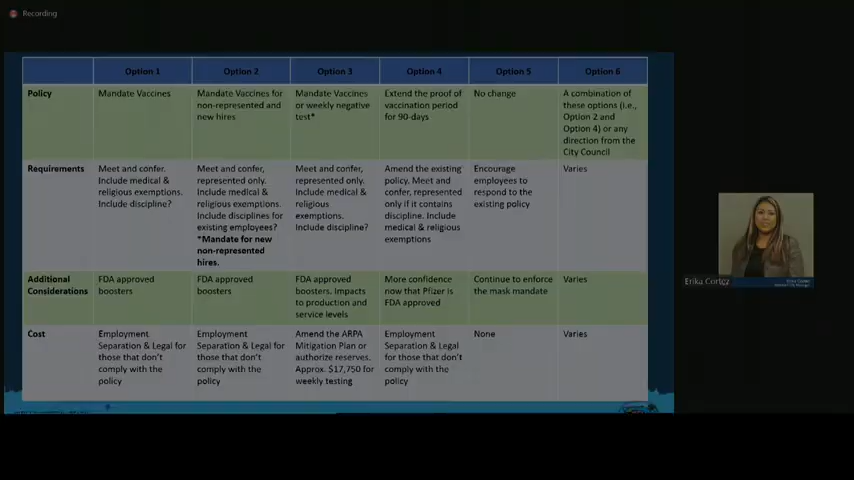 Recording
Option 1
Option 2
Option 3
Option 4
Option 5
Option 6
Policy
Mandate Vaccines
Mandate Vaccines for
non-represented and
new hires
Mandate Vaccines
or weekly negative
test*
Extend the proof of
vaccination period
for 90-days
No change
A combination of
these options (i.e.,
Option 2 and
Option 4) or any
direction from the
City Council
Requirements
Meet and confer.
Include medical &
religious exemptions.
Include discipline?
Meet and confer,
represented only.
Include medical &
religious exemptions.
Include disciplines for
existing employees?
*Mandate for new
non-represented
hires.
Meet and confer,
represented only.
Include medical &
religious
exemptions.
Include discipline?
Amend the existing
policy. Meet and
confer, represented
only if it contains
discipline. Include
medical & religious
exemptions
Encourage
employees to
respond to the
existing policy
Varies
Additional
Considerations
FDA approved
boosters
FDA approved
boosters
FDA approved
boosters. Impacts
to production and
service levels
More confidence
now that Pfizer is
FDA approved
Continue to enforce
the mask mandate
Varies
Cost
Employment
Separation & Legal for
those that don't
comply with the
policy
Employment
Separation & Legal for
those that don't
comply with the
policy
Amend the ARPA
Mitigation Plan or
authorize reserves.
Approx. $17,750 for
weekly testing
Employment
Separation & Legal for
those that don't
comply with the
policy
None
Varies
Erika Cortez